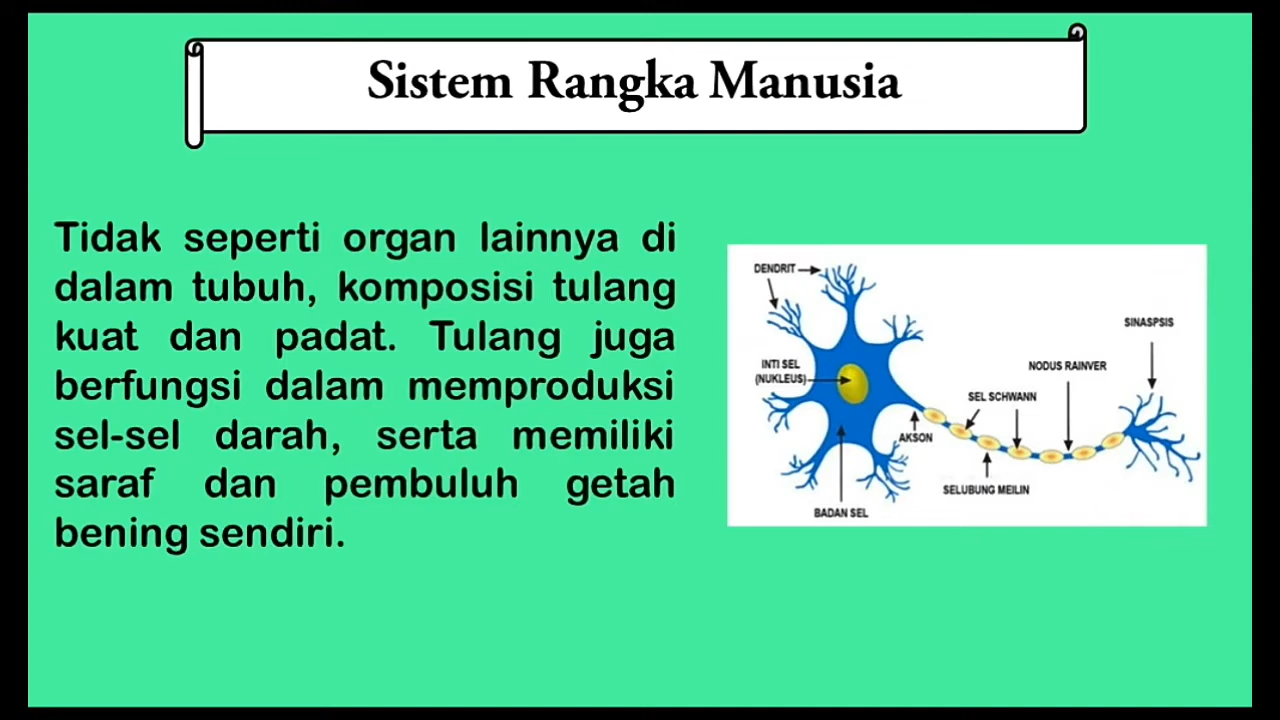 Sistem Rangka Manusia
Tidak seperti organ lainnya di
dalam tubuh, komposisi tulang
kuat dan padat. Tulang juga
berfungsi dalam memproduksi
sel-sel darah, serta memiliki
saraf dan pembuluh getah
bening sendiri.
DENDRIT
SINASPSIS
INTI SEL
(NUKLEUS)
NODUS RAINVER
SEL SCHWANN
AKSON
SELUBUNG MEILIN
BADAN SEL